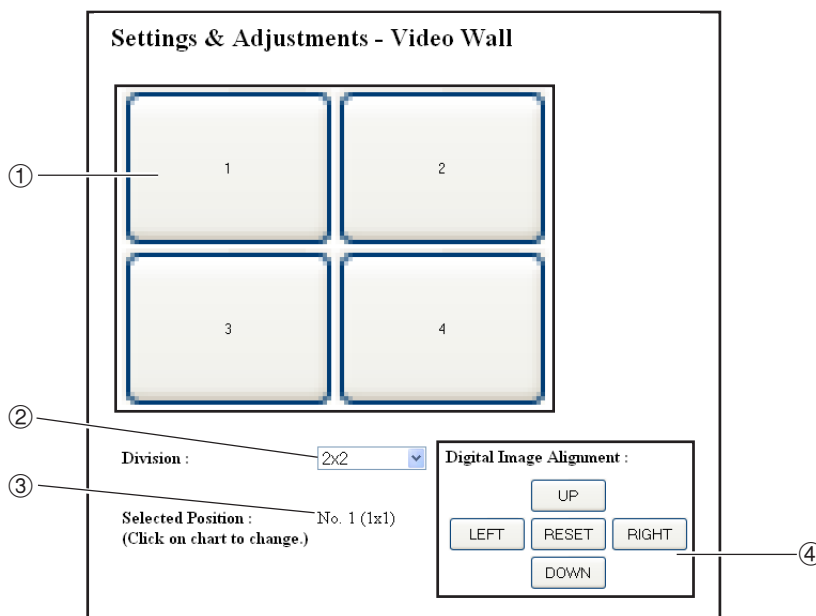 Settings & Adjustments - Video Wall
①
1
2
3
4
②
Division :
2x2
③
Selected Position :
No. 1 (1x1)
(Click on chart to change.)
Digital Image Alignment :
UP
LEFT
RESET
RIGHT
DOWN
④